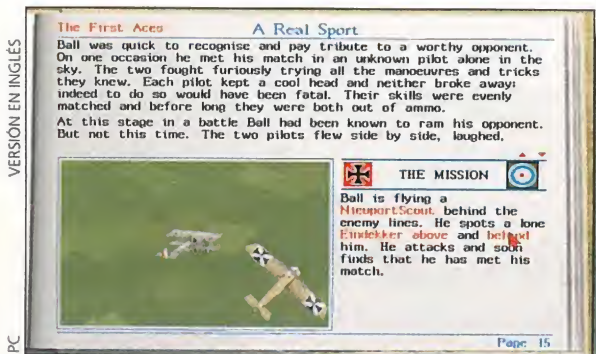 The First Aces
A Real Sport
Ball was quick to recognise and pay tribute to a worthy opponent.
On one occasion he met his match in an unknown pilot alone in the
sky. The two fought furiously trying all the manoeuvres and tricks
they knew. Each pilot kept a cool head and neither broke away;
indeed to do so would have been fatal. Their skills were evenly
matched and before long they were both out of ammo.
At this stage in a battle Ball had been known to ram his opponent.
But not this time. The two pilots flew side by side, laughed,
THE MISSION
Ball is flying a
NieuportScout behind the
enemy lines. He spots a lone
Eindekker above and behind
him. He attacks and soon
finds that he has met his
match.
Page 15
VERSIÓN EN INGLÉS
PC